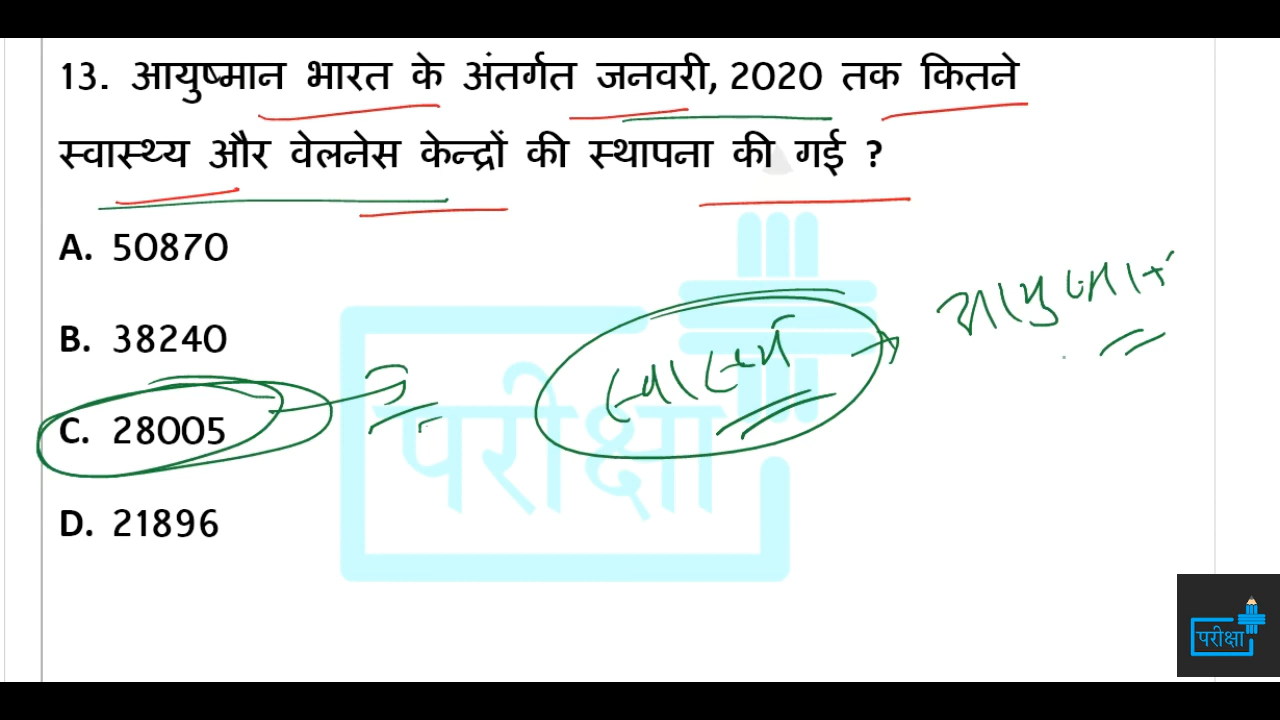 13. आयुष्मान भारत के अंतर्गत जनवरी, 2020 तक कितने
स्वास्थ्य और वेलनेस केन्द्रों की स्थापना की गई ?
A. 50870
B. 38240
C. 28005
D. 21896
परीक्षा
परीक्षा